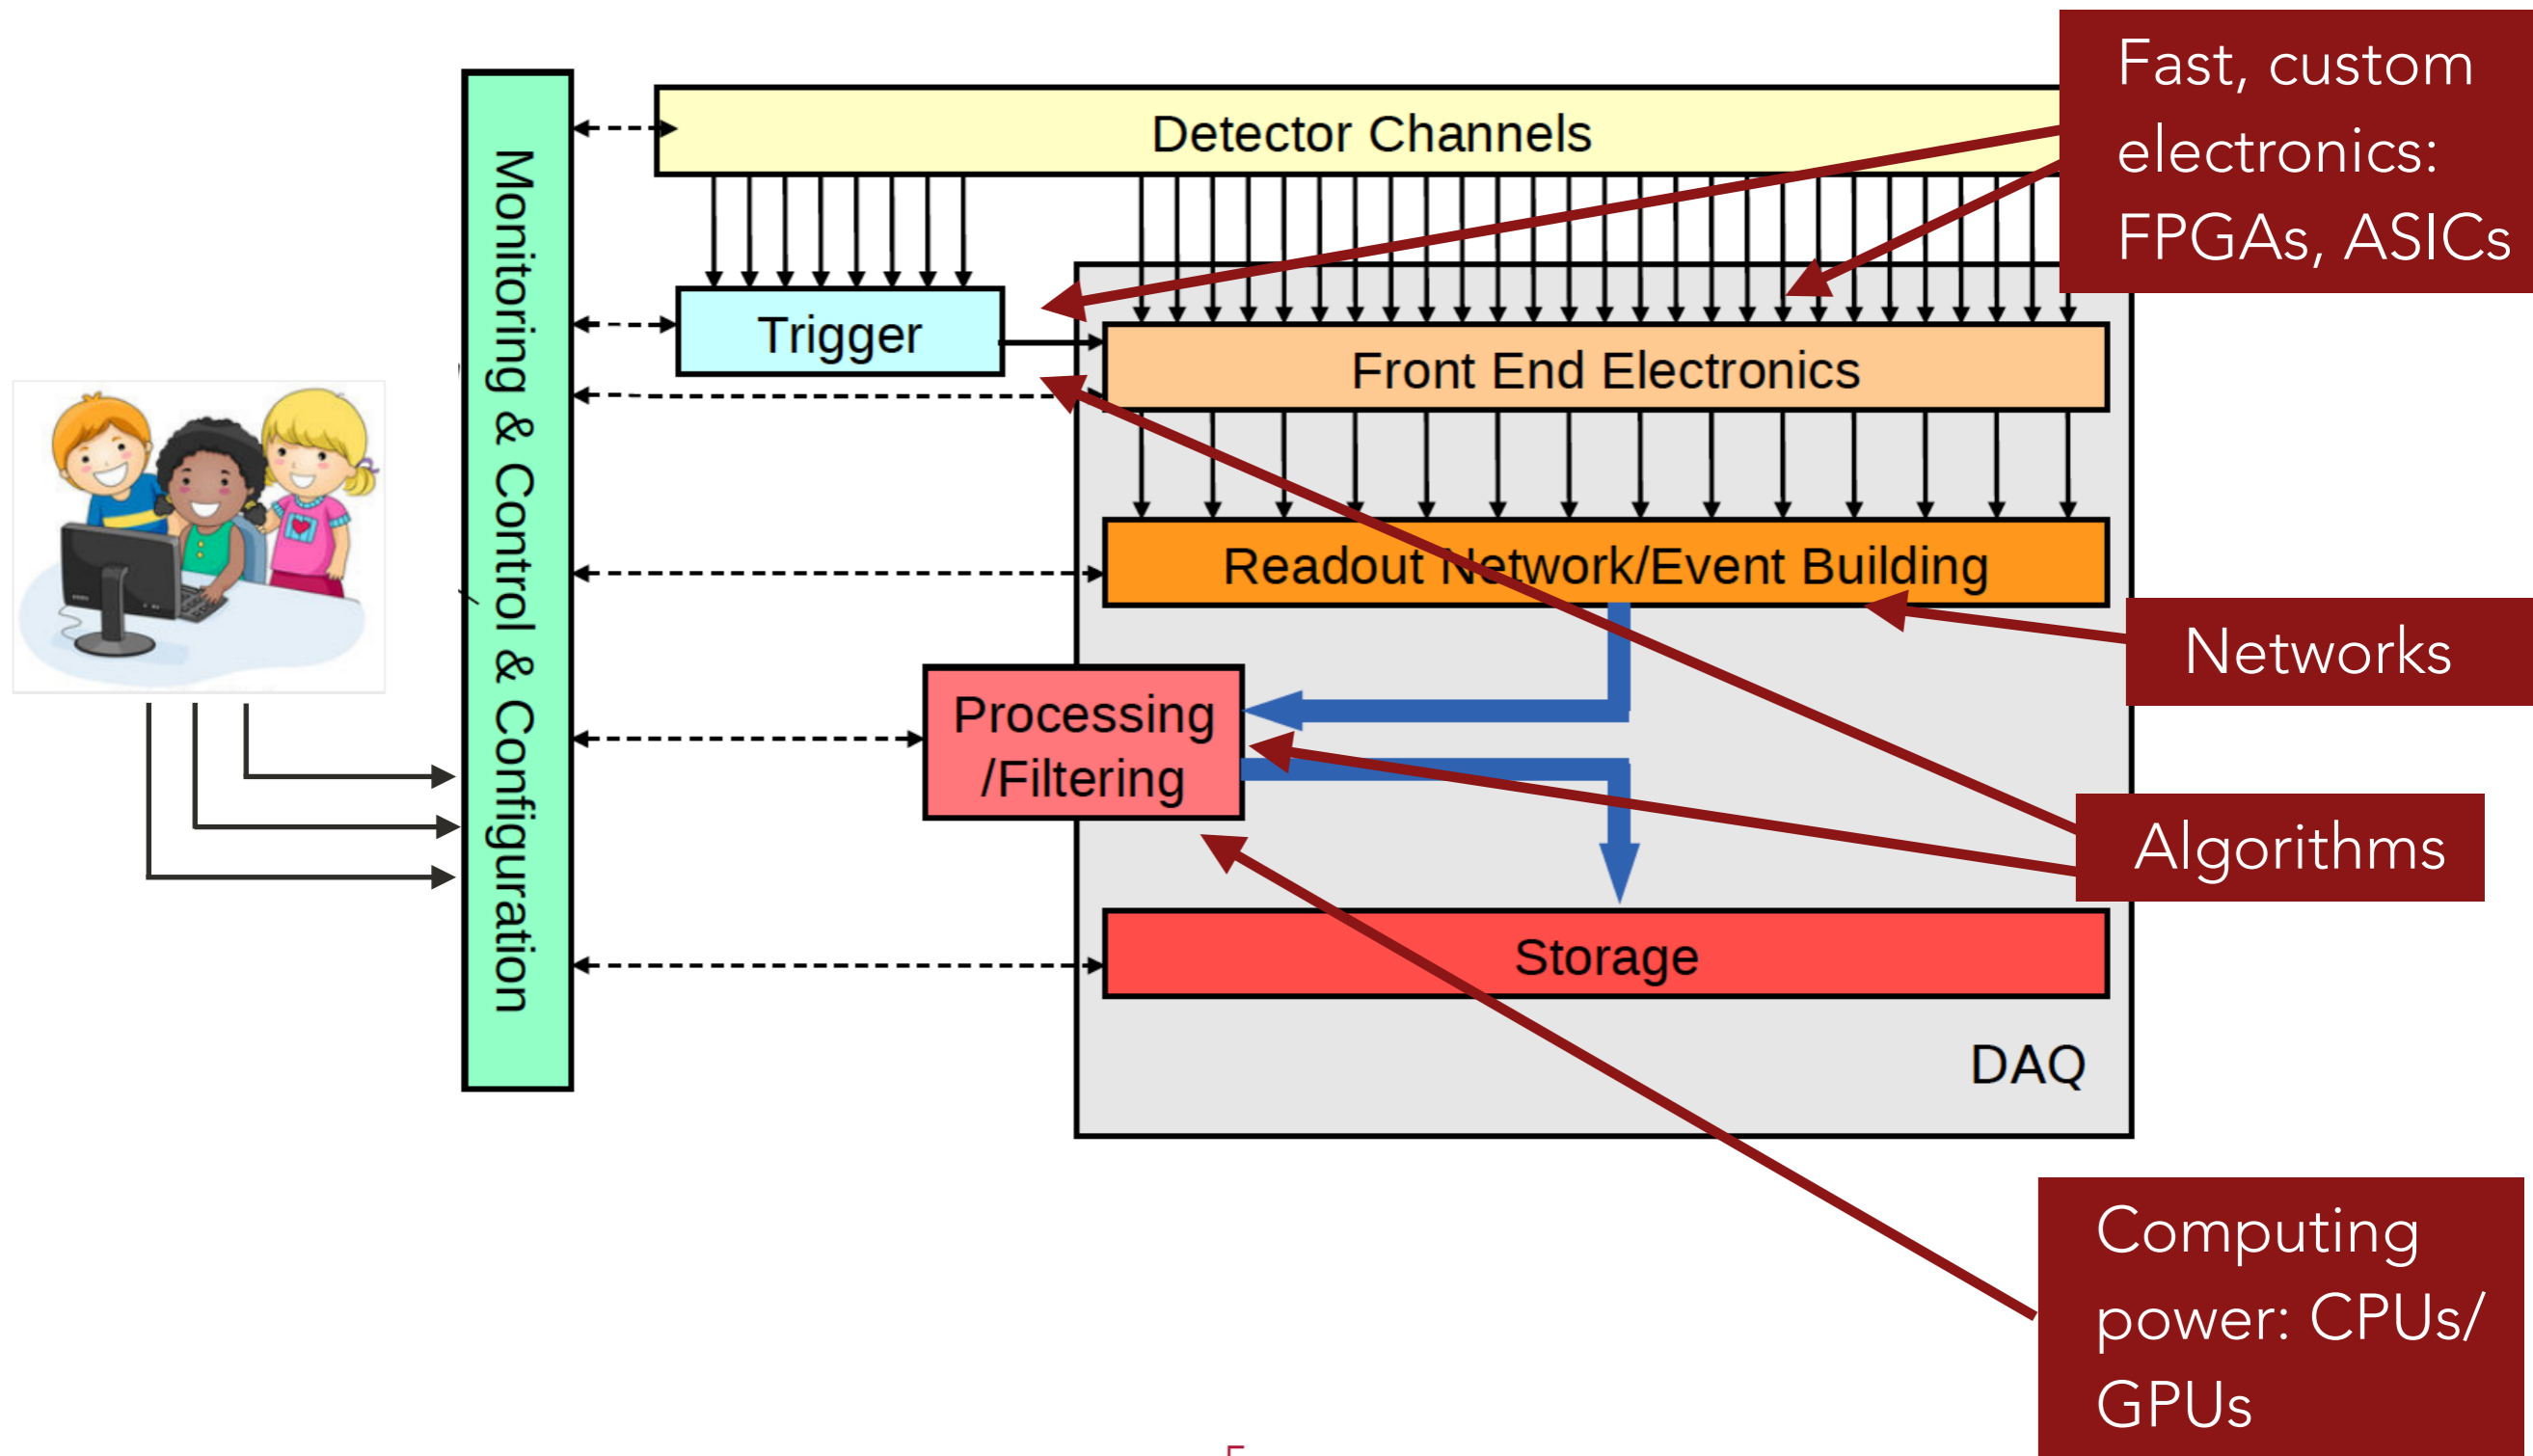 Fast, custom
electronics:
FPGAs, ASICs
Detector Channels
Monitoring & Control & Configuration
Trigger
Front End Electronics
Readout Network/Event Building
Networks
Processing
/Filtering
Algorithms
Storage
DAQ
Computing
power: CPUs/
GPUs